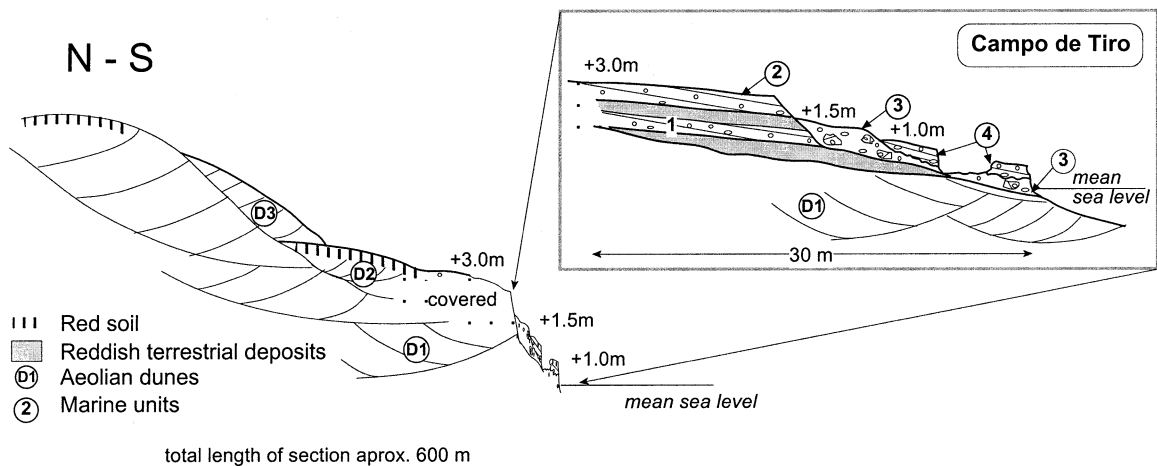 N - S
D3
D2
+3.0m
covered
D1
+1.5m
+1.0m
mean sea level
Red soil
Reddish terrestrial deposits
D1 Aeolian dunes
2 Marine units
total length of section aprox. 600 m
Campo de Tiro
+3.0m
2
+1.5m
3
+1.0m
4
1
3
mean
sea level
D1
30 m